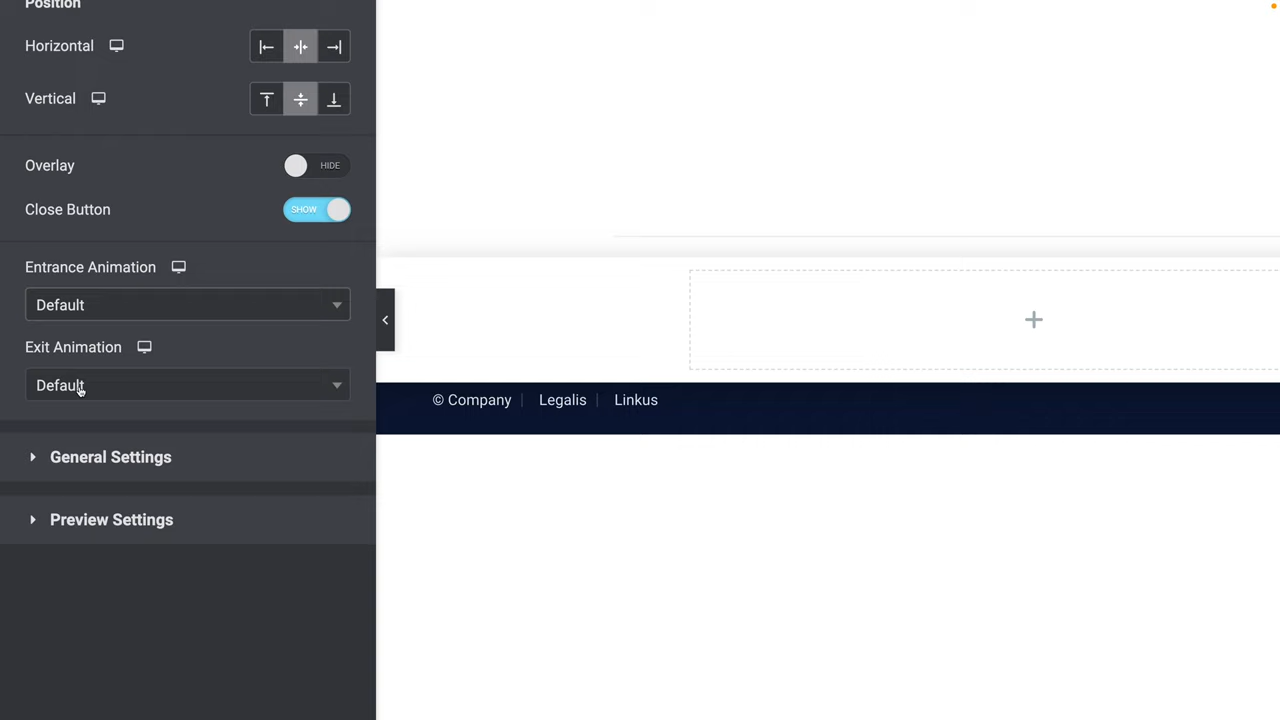 Position
Horizontal
Vertical
Overlay HIDE
Close Button SHOW
Entrance Animation
Default
Exit Animation
Default
General Settings
Preview Settings
© Company | Legalis | Linkus